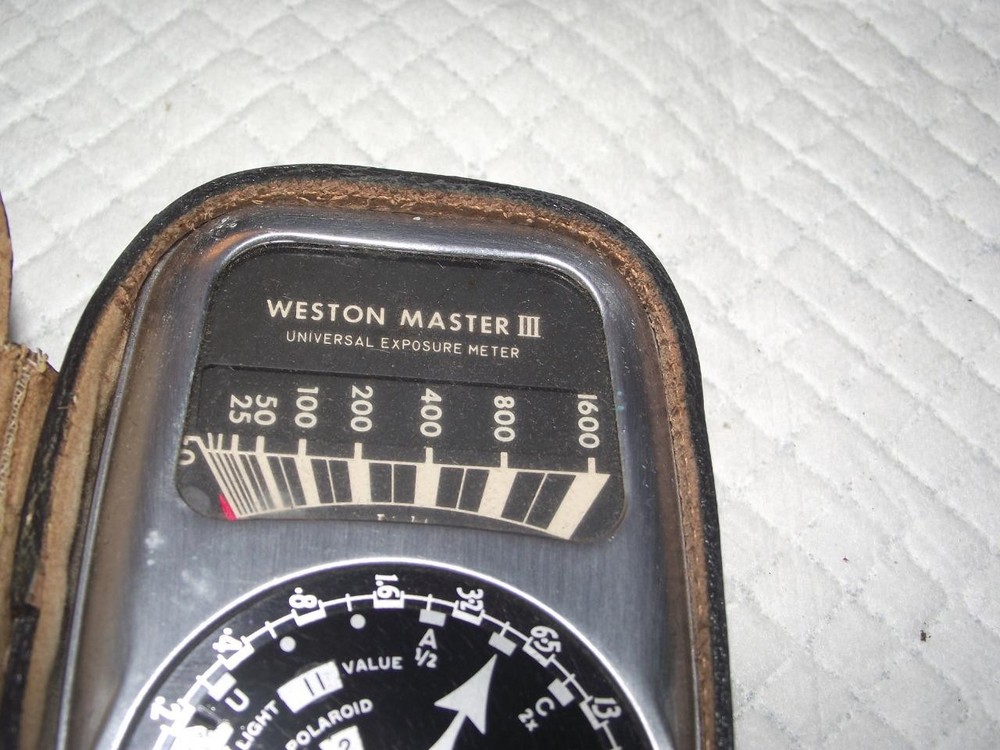 WESTON MASTER III
UNIVERSAL EXPOSURE METER
25 50 100 200 400 800 1600
.4 .8 1.6 3.2 6.5 13
U A 1/2 C 2x
LIGHT VALUE
11
POLAROID